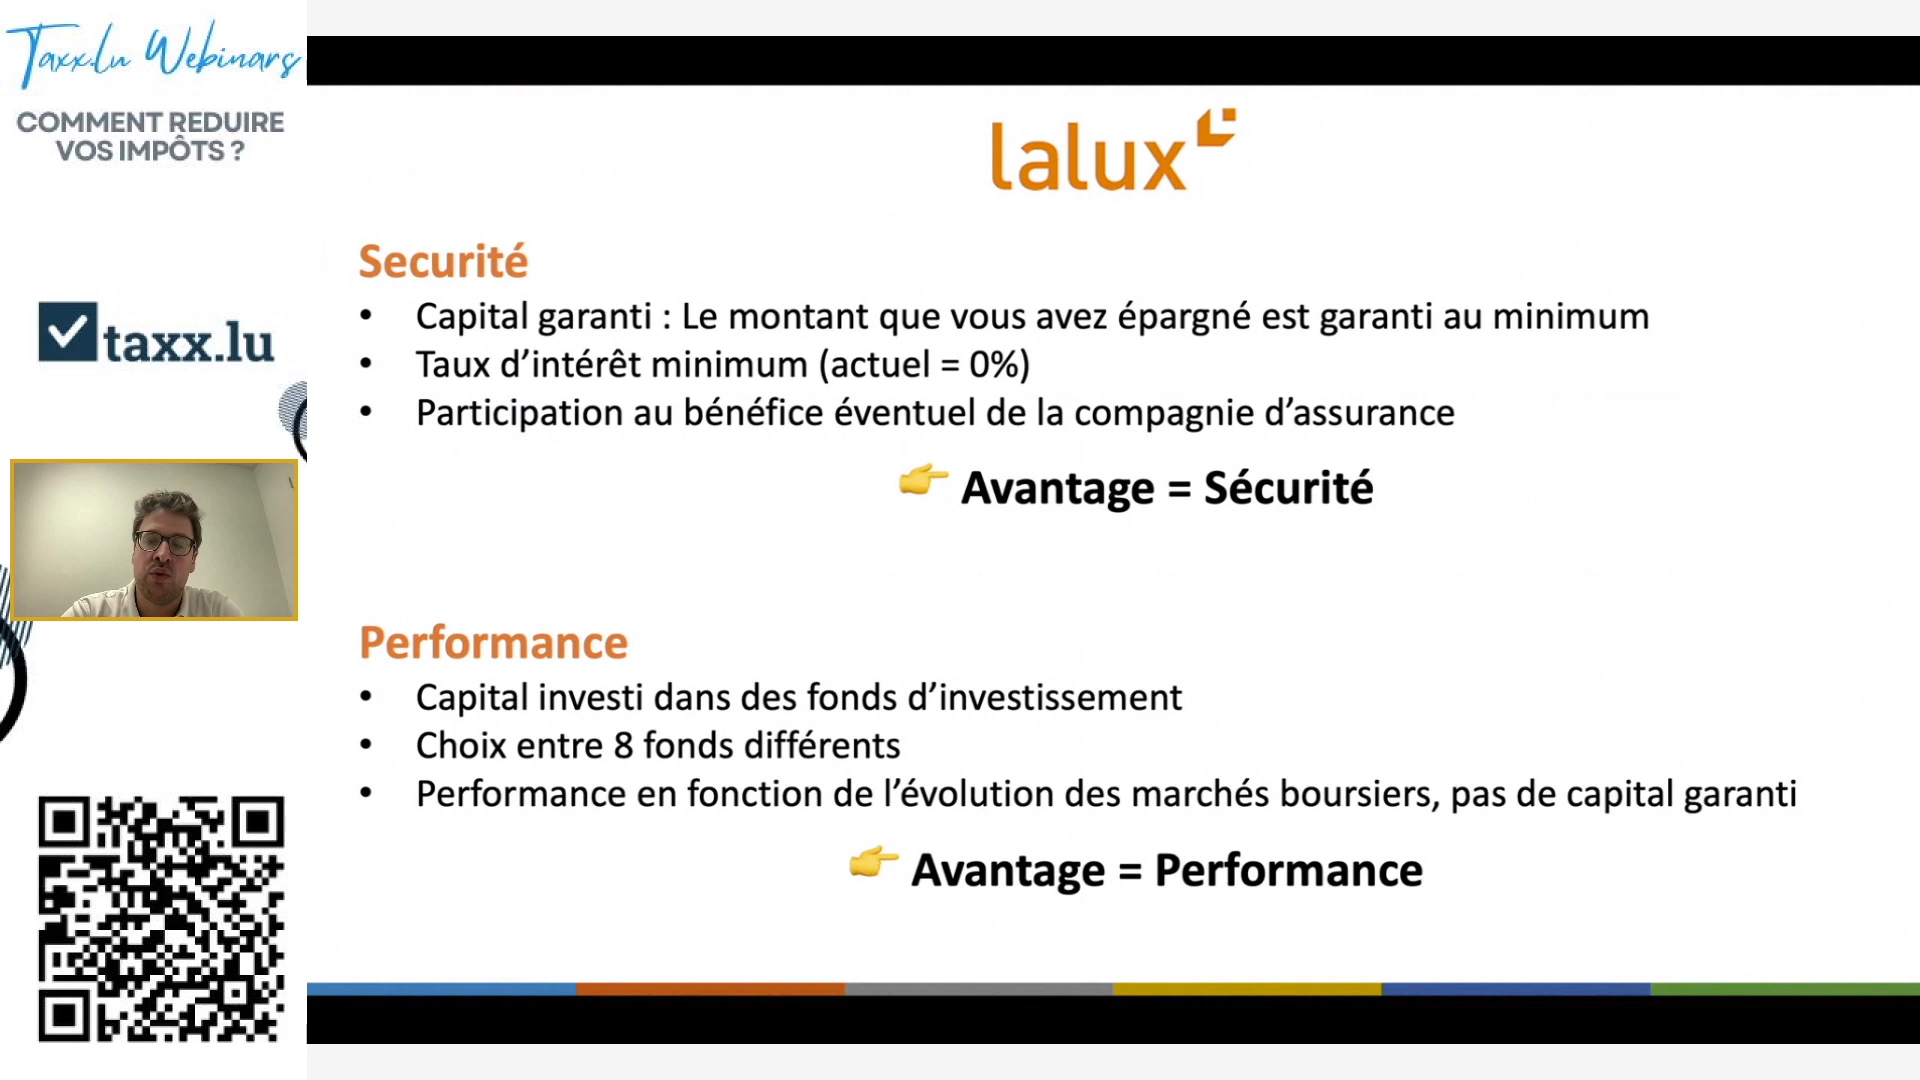 Taxx.lu Webinars
COMMENT REDUIRE
VOS IMPÔTS ?
taxx.lu
lalux
Securité
• Capital garanti : Le montant que vous avez épargné est garanti au minimum
• Taux d’intérêt minimum (actuel = 0%)
• Participation au bénéfice éventuel de la compagnie d’assurance
👉 Avantage = Sécurité
Performance
• Capital investi dans des fonds d’investissement
• Choix entre 8 fonds différents
• Performance en fonction de l’évolution des marchés boursiers, pas de capital garanti
👉 Avantage = Performance